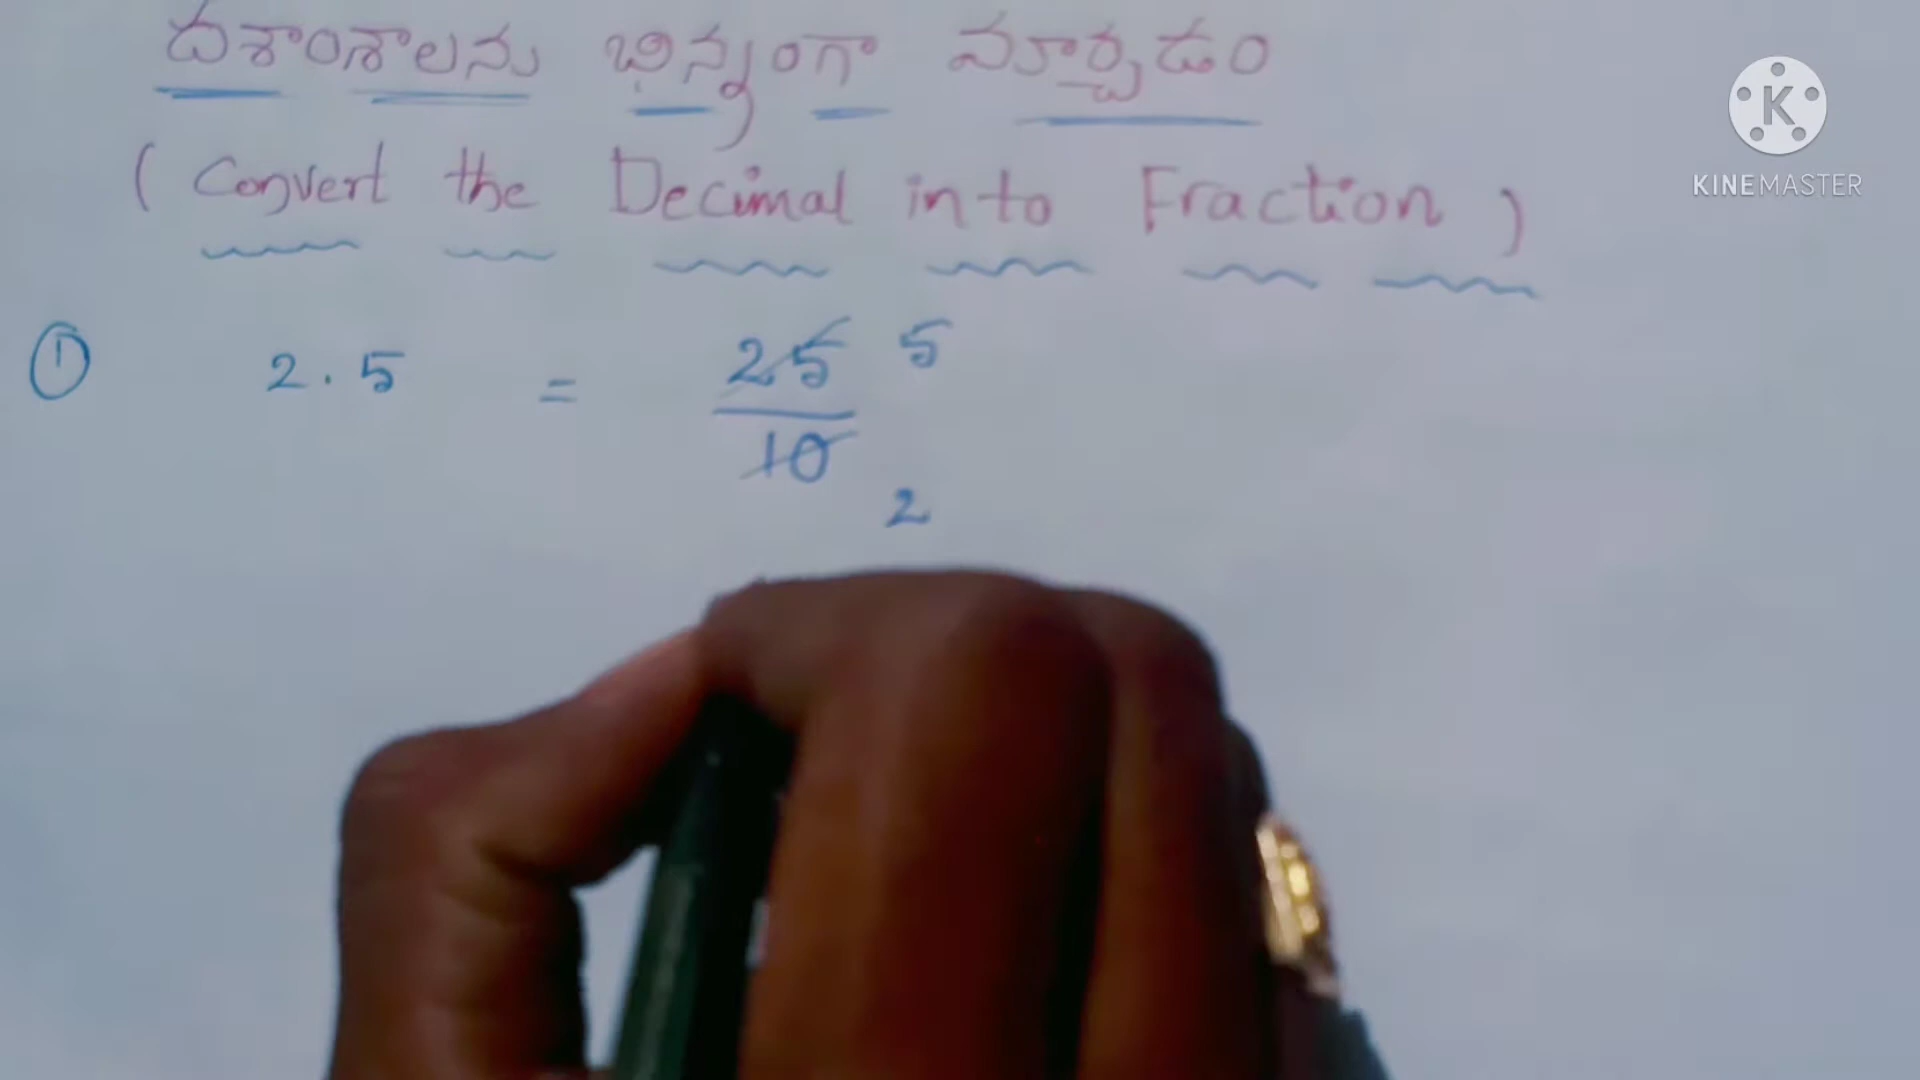 దశాంశాలను భిన్నంగా మార్చడం
( Convert the Decimal into Fraction )
① 2.5 = 25/10 5
2
K
KINEMASTER